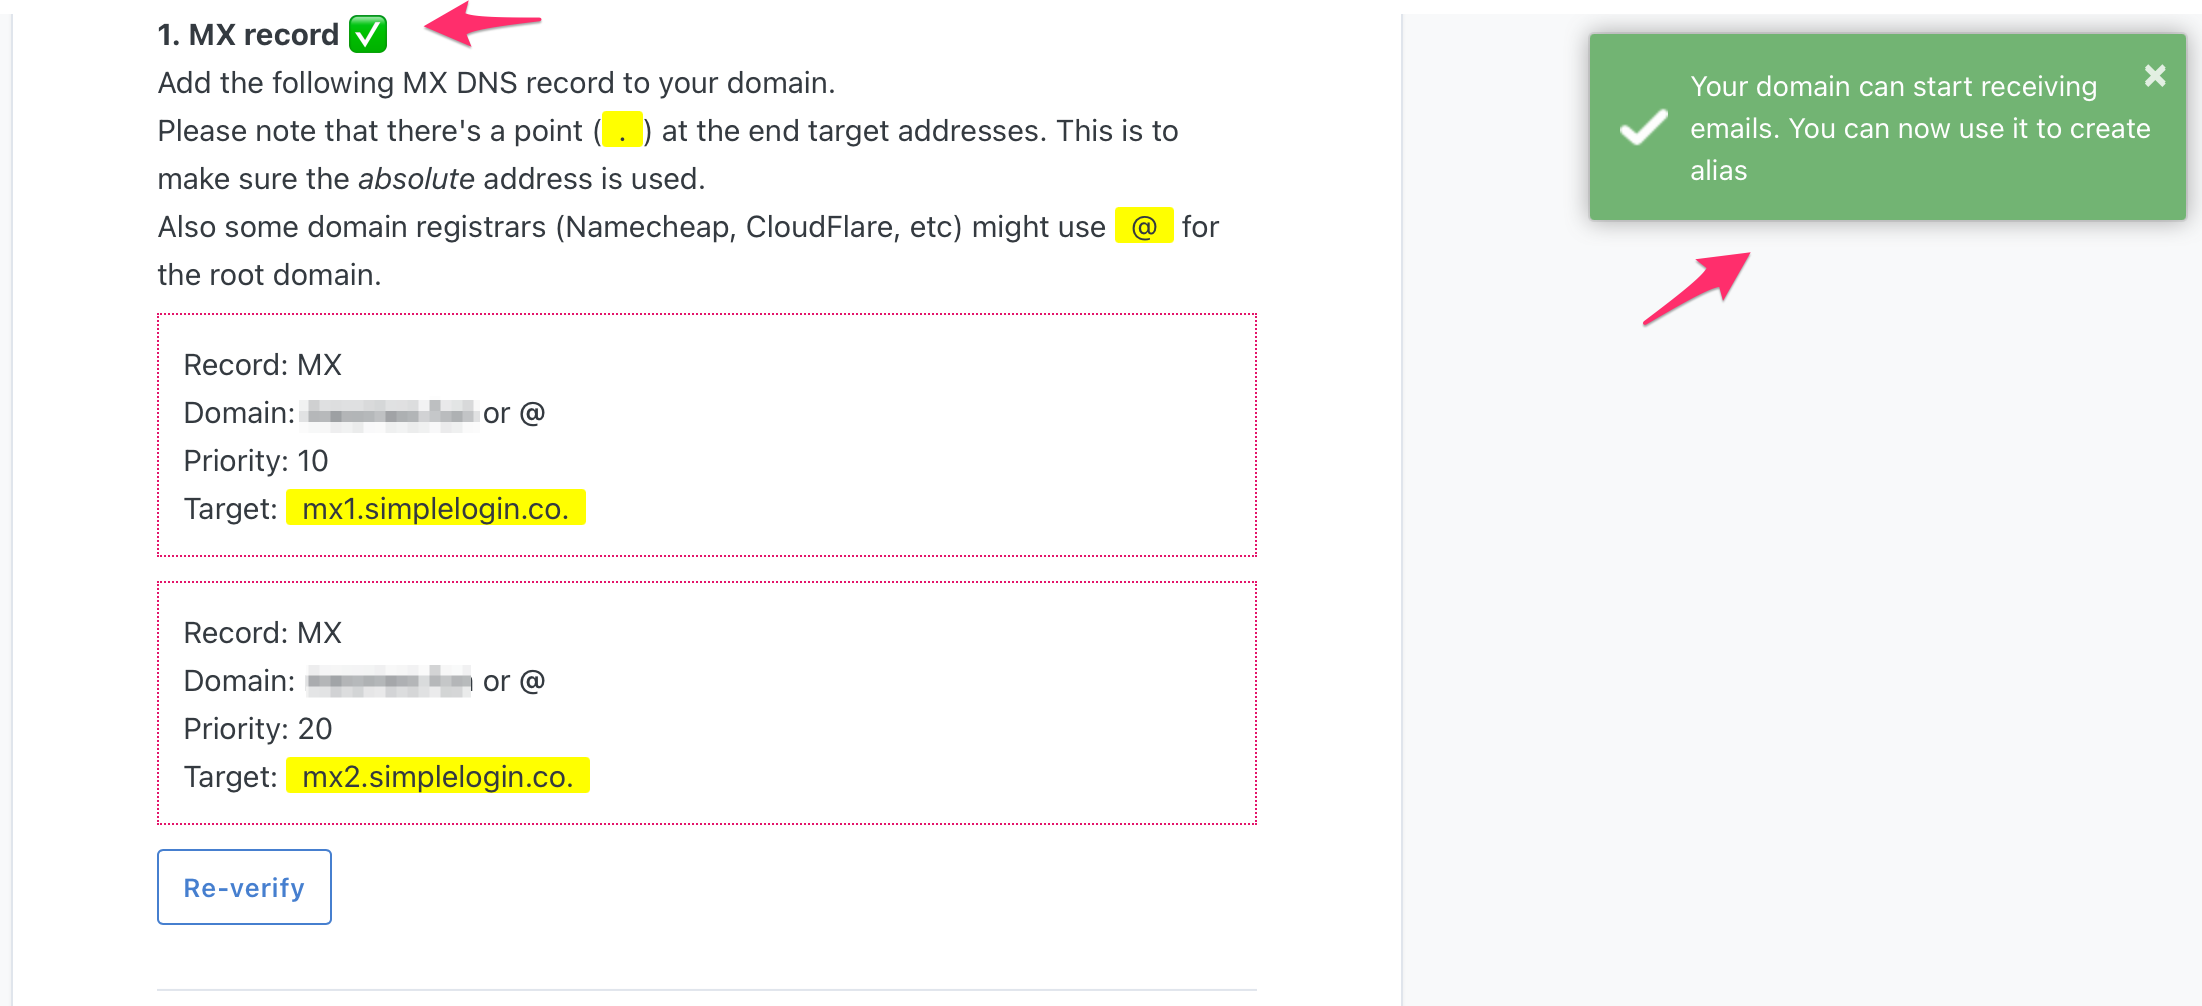 1. MX record ✅
Add the following MX DNS record to your domain.
Please note that there's a point ( . ) at the end target addresses. This is to
make sure the absolute address is used.
Also some domain registrars (Namecheap, CloudFlare, etc) might use @ for
the root domain.
Record: MX
Domain: or @
Priority: 10
Target: mx1.simplelogin.co.
Record: MX
Domain: or @
Priority: 20
Target: mx2.simplelogin.co.
Re-verify
Your domain can start receiving
emails. You can now use it to create
alias